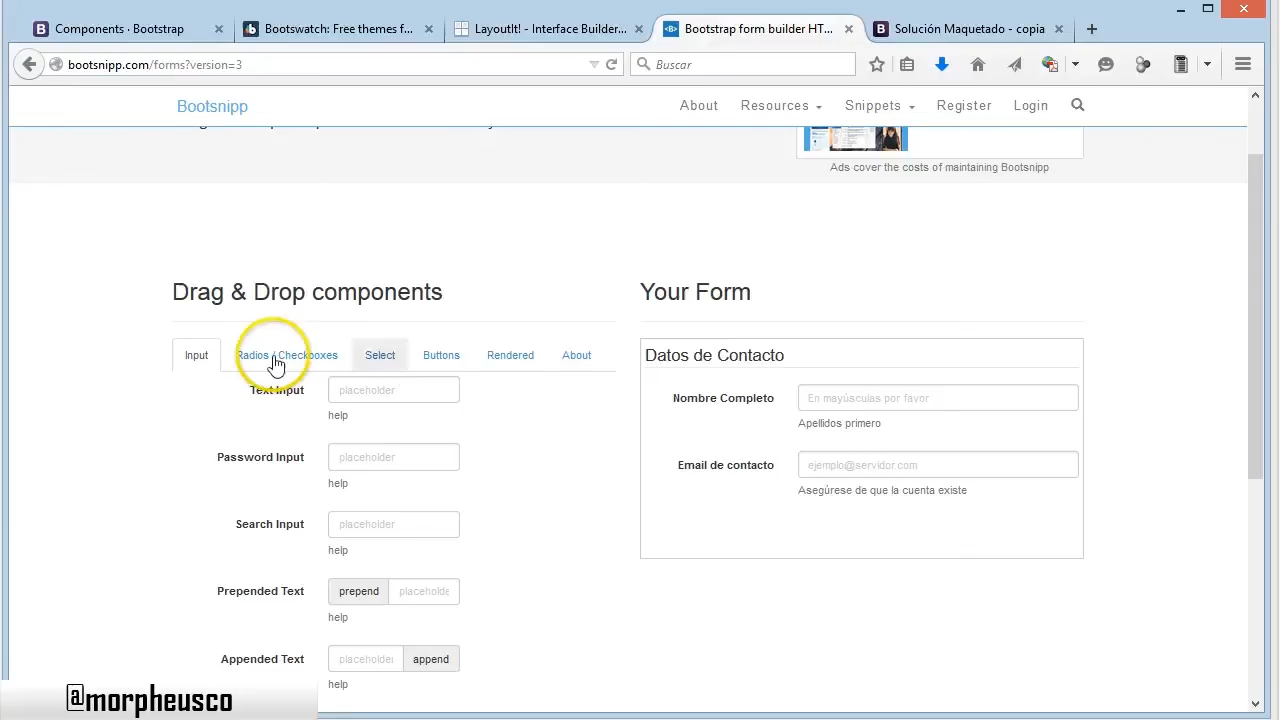 Components · Bootstrap
Bootswatch: Free themes f...
LayoutIt! - Interface Builder...
Bootstrap form builder HT...
Solución Maquetado - copia
bootsnipp.com/forms?version=3
Buscar
Bootsnipp
About
Resources
Snippets
Register
Login
Ads cover the costs of maintaining Bootsnipp
Drag & Drop components
Your Form
Input
Radios / Checkboxes
Select
Buttons
Rendered
About
Text Input
placeholder
help
Password Input
placeholder
help
Search Input
placeholder
help
Prepended Text
prepend
placeholde
help
Appended Text
placeholder
append
help
Datos de Contacto
Nombre Completo
En mayúsculas por favor
Apellidos primero
Email de contacto
ejemplo@servidor.com
Asegúrese de que la cuenta existe
@morpheusco